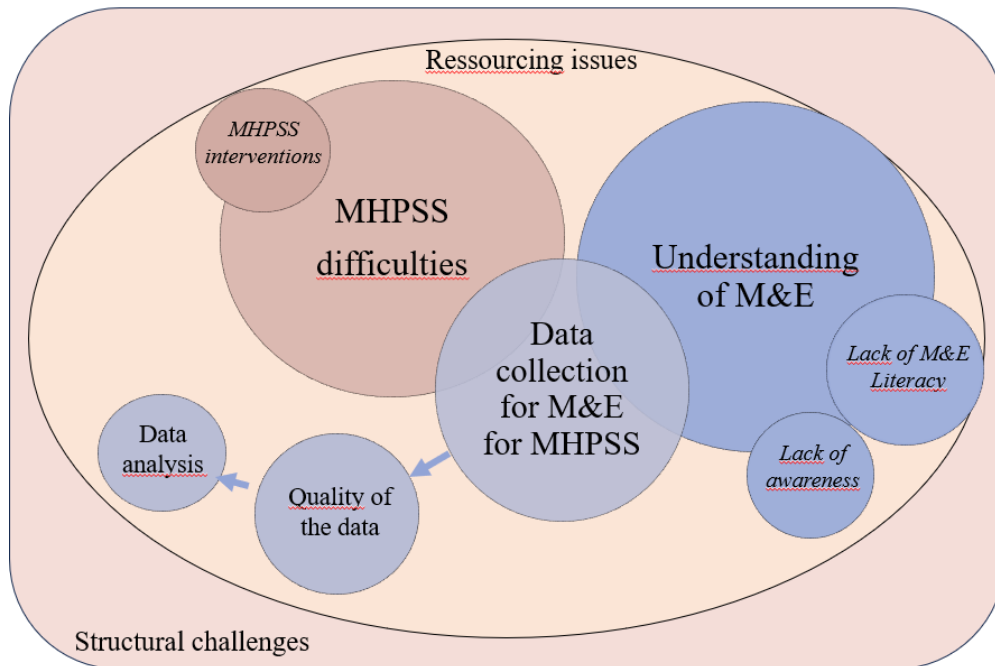 Ressourcing issues
MHPSS
interventions
MHPSS
difficulties
Understanding
of M&E
Data
collection
for M&E
for MHPSS
Lack of M&E
Literacy
Lack of
awareness
Data
analysis
Quality of
the data
Structural challenges